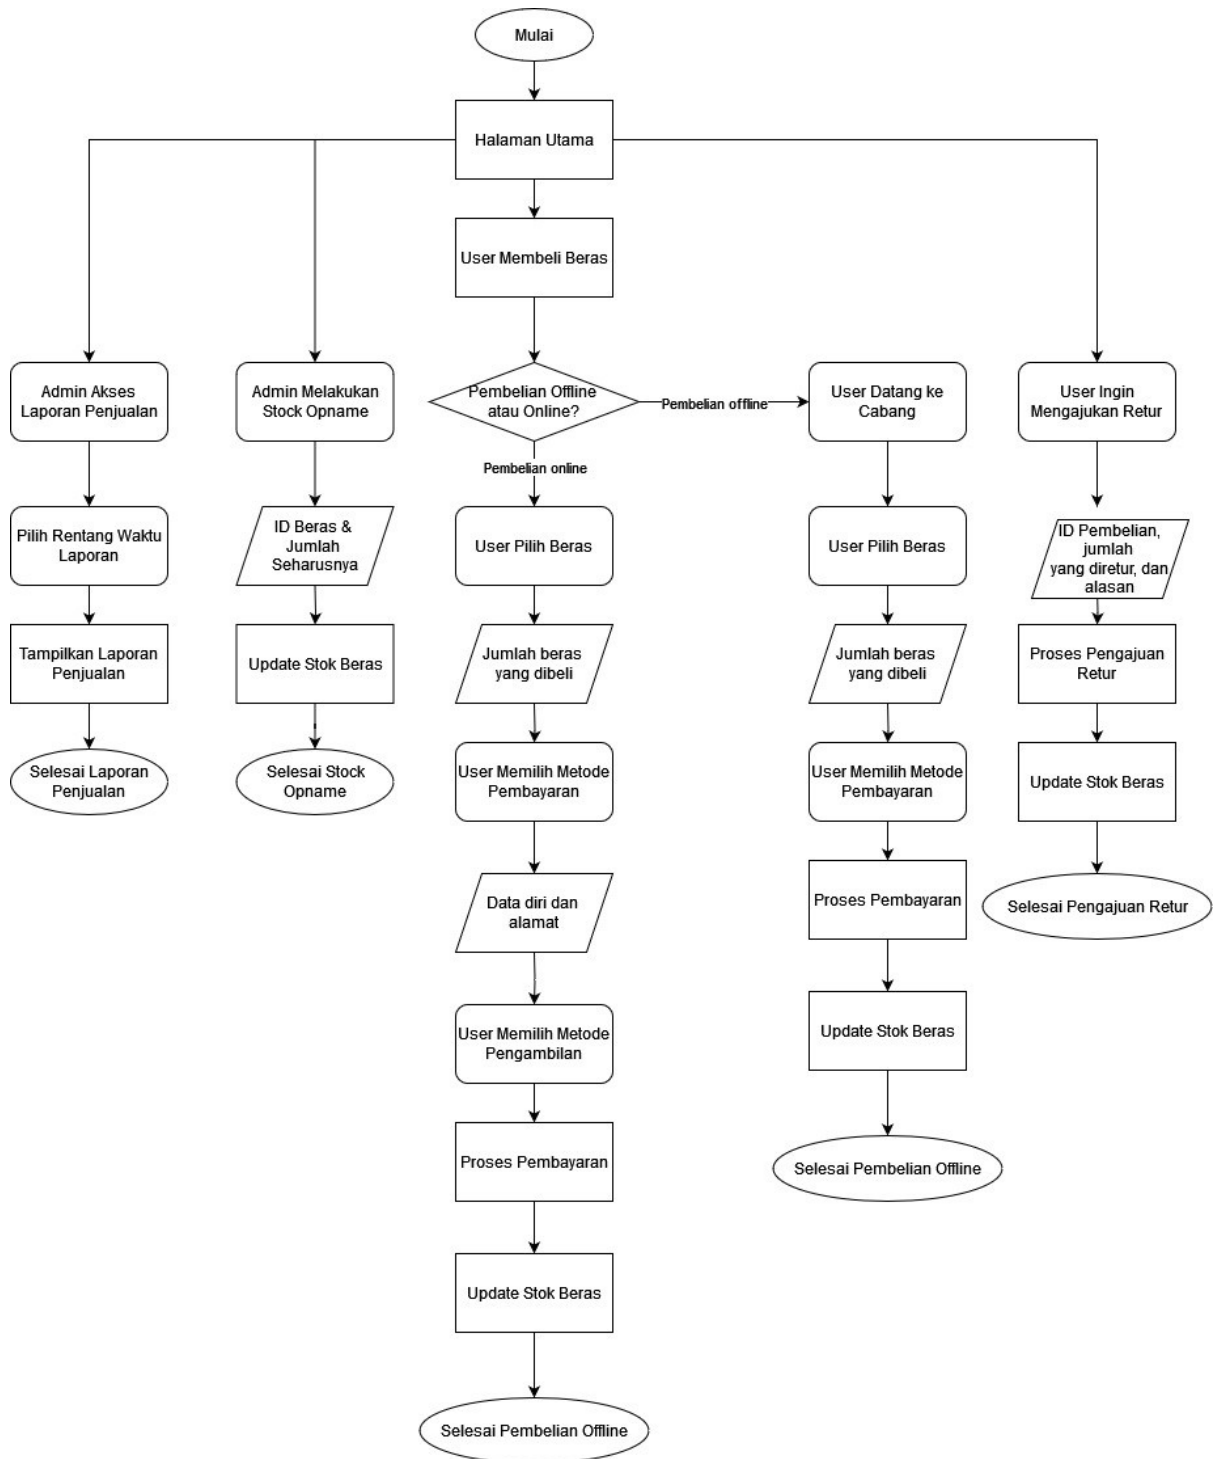 Mulai
Halaman Utama
User Membeli Beras
Admin Akses
Laporan Penjualan
Admin Melakukan
Stock Opname
Pembelian Offline
atau Online?
Pembelian offline
User Datang ke
Cabang
User Ingin
Mengajukan Retur
Pembelian online
Pilih Rentang Waktu
Laporan
ID Beras &
Jumlah
Seharusnya
User Pilih Beras
User Pilih Beras
ID Pembelian,
jumlah
yang diretur, dan
alasan
Tampilkan Laporan
Penjualan
Update Stok Beras
Jumlah beras
yang dibeli
Jumlah beras
yang dibeli
Proses Pengajuan
Retur
Selesai Laporan
Penjualan
Selesai Stock
Opname
User Memilih Metode
Pembayaran
User Memilih Metode
Pembayaran
Update Stok Beras
Data diri dan
alamat
Proses Pembayaran
Selesai Pengajuan Retur
User Memilih Metode
Pengambilan
Update Stok Beras
Proses Pembayaran
Selesai Pembelian Offline
Update Stok Beras
Selesai Pembelian Offline